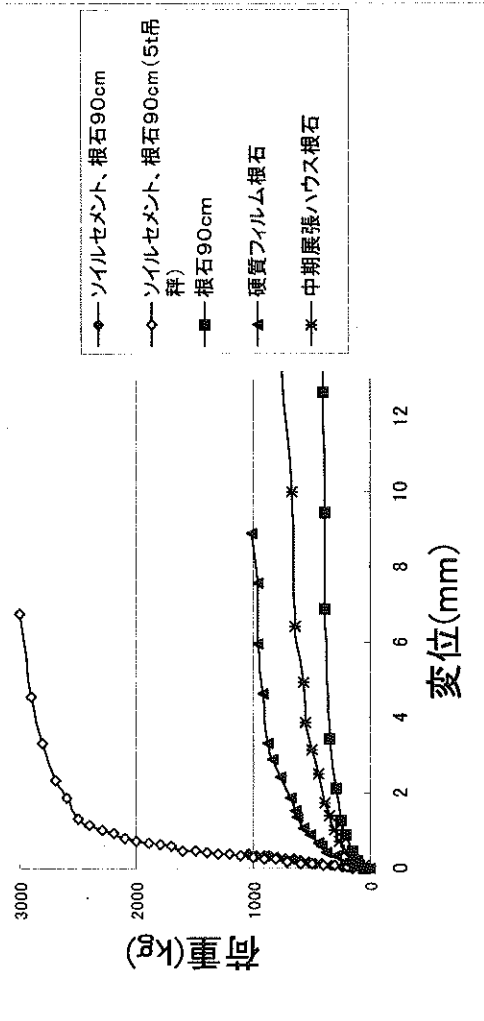 荷重(kg)
3000
2000
1000
0
0
2
4
6
8
10
12
変位(mm)
ソイルセメント、根石90cm
ソイルセメント、根石90cm(5t吊
秤)
根石90cm
硬質フィルム根石
中期展張ハウス根石